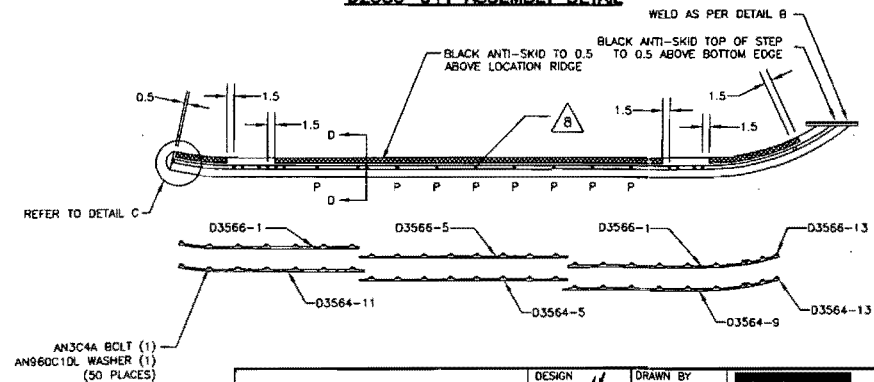 WELD AS PER DETAIL B
BLACK ANTI-SKID TO 0.5
ABOVE LOCATION RIDGE
BLACK ANTI-SKID TOP OF STEP
TO 0.5 ABOVE BOTTOM EDGE
0.5
1.5
1.5
D
D
8
1.5
1.5
1.5
P P P P P P P P
REFER TO DETAIL C
D3566-1
D3566-5
D3566-1
D3566-13
D3564-11
D3564-5
D3564-9
D3564-13
AN3C4A BOLT (1)
AN960C10L WASHER (1)
(50 PLACES)
DESIGN
DRAWN BY